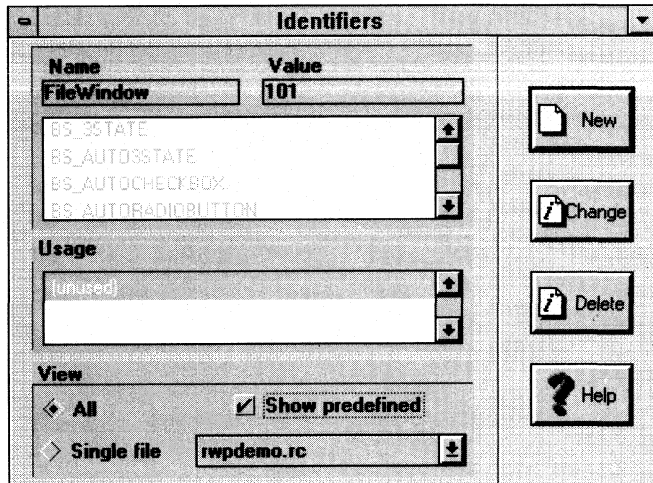 Identifiers
Name Value
FileWindow 101
BS_3STATE
BS_AUTO3STATE
BS_AUTOCHECKBOX
BS_AUTORADIOBUTTON
Usage
(unused)
View
All Show predefined
Single file rwpdemo.rc
New
Change
Delete
Help